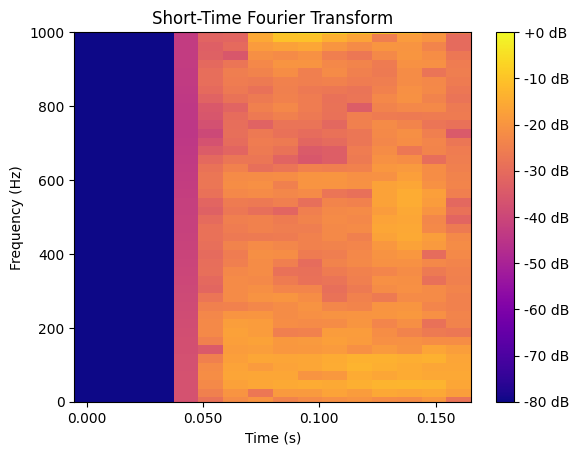 Short-Time Fourier Transform
1000
800
600
400
200
0
Frequency (Hz)
0.000
0.050
0.100
0.150
Time (s)
+0 dB
-10 dB
-20 dB
-30 dB
-40 dB
-50 dB
-60 dB
-70 dB
-80 dB